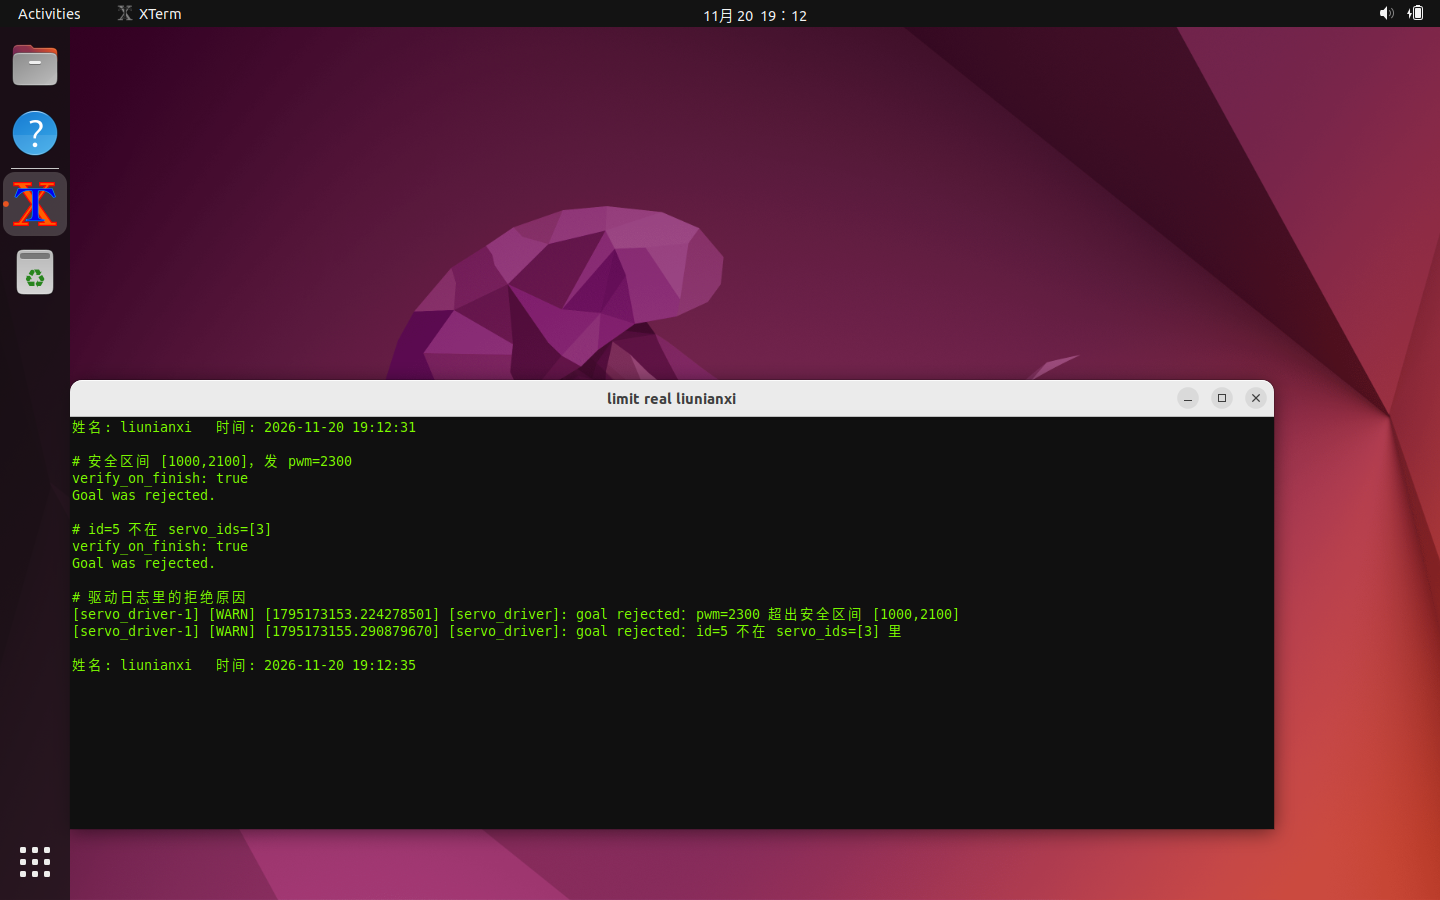 Activities
XTerm
11月 20 19：12
limit real liunianxi
姓名: liunianxi 时间: 2026-11-20 19:12:31
# 安全区间 [1000,2100]，发 pwm=2300
verify_on_finish: true
Goal was rejected.
# id=5 不在 servo_ids=[3]
verify_on_finish: true
Goal was rejected.
# 驱动日志里的拒绝原因
[servo_driver-1] [WARN] [1795173153.224278501] [servo_driver]: goal rejected：pwm=2300 超出安全区间 [1000,2100]
[servo_driver-1] [WARN] [1795173155.290879670] [servo_driver]: goal rejected：id=5 不在 servo_ids=[3] 里
姓名: liunianxi 时间: 2026-11-20 19:12:35